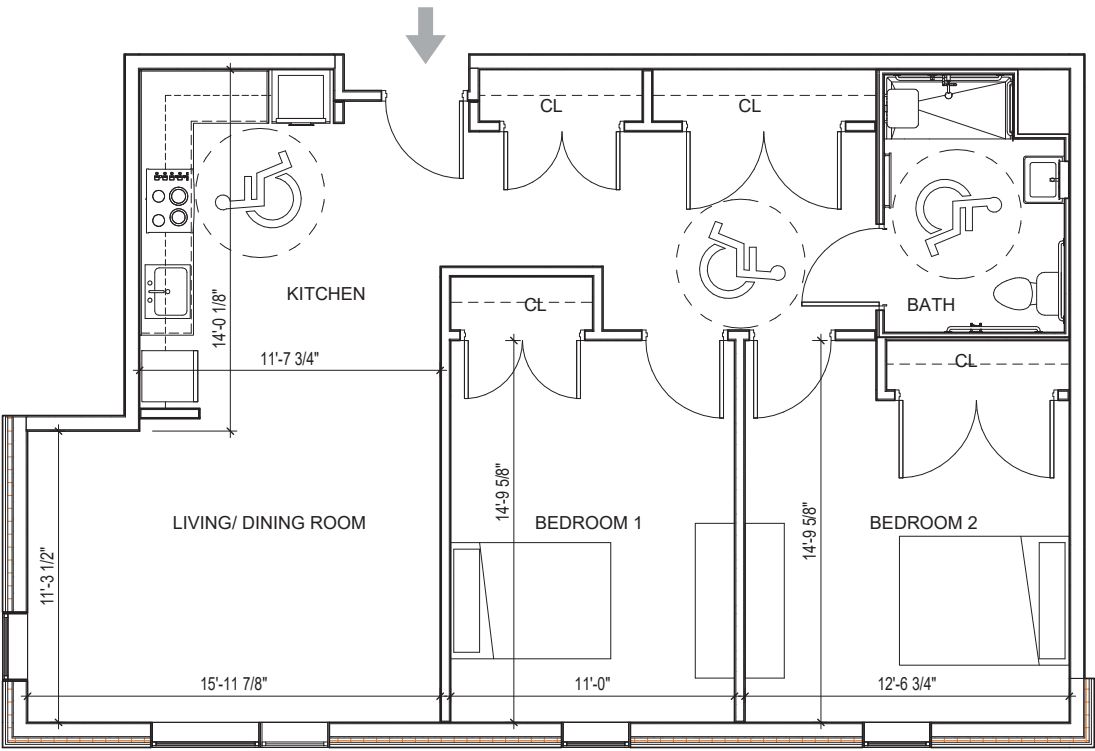 CL
CL
KITCHEN
14'-0 1/8"
11'-7 3/4"
CL
BATH
CL
14'-9 5/8"
14'-9 5/8"
LIVING/ DINING ROOM
BEDROOM 1
BEDROOM 2
11'-3 1/2"
15'-11 7/8"
11'-0"
12'-6 3/4"